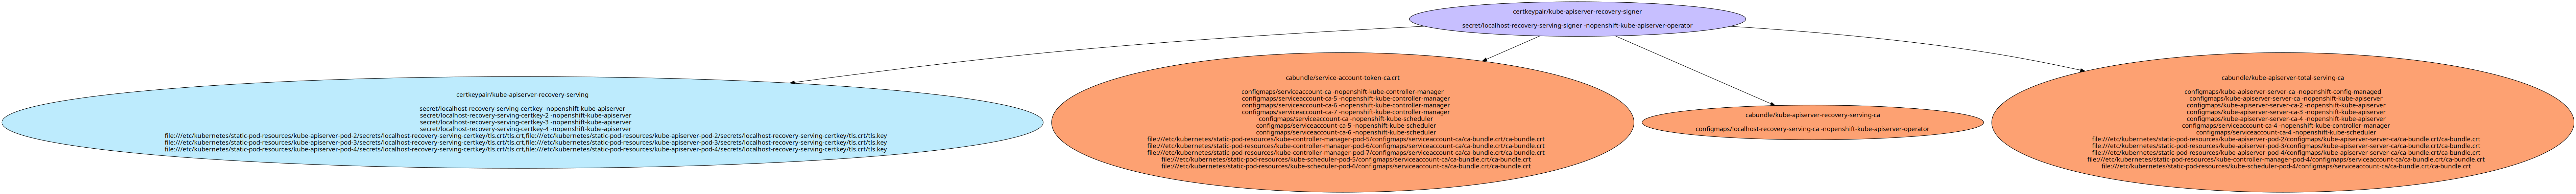 certkeypair/kube-apiserver-recovery-signer
secret/localhost-recovery-serving-signer -nopenshift-kube-apiserver-operator
certkeypair/kube-apiserver-recovery-serving
secret/localhost-recovery-serving-certkey -nopenshift-kube-apiserver
secret/localhost-recovery-serving-certkey-2 -nopenshift-kube-apiserver
secret/localhost-recovery-serving-certkey-3 -nopenshift-kube-apiserver
secret/localhost-recovery-serving-certkey-4 -nopenshift-kube-apiserver
file:///etc/kubernetes/static-pod-resources/kube-apiserver-pod-2/secrets/localhost-recovery-serving-certkey/tls.crt/tls.crt,file:///etc/kubernetes/static-pod-resources/kube-apiserver-pod-2/secrets/localhost-recovery-serving-certkey/tls.crt/tls.key
file:///etc/kubernetes/static-pod-resources/kube-apiserver-pod-3/secrets/localhost-recovery-serving-certkey/tls.crt/tls.crt,file:///etc/kubernetes/static-pod-resources/kube-apiserver-pod-3/secrets/localhost-recovery-serving-certkey/tls.crt/tls.key
file:///etc/kubernetes/static-pod-resources/kube-apiserver-pod-4/secrets/localhost-recovery-serving-certkey/tls.crt/tls.crt,file:///etc/kubernetes/static-pod-resources/kube-apiserver-pod-4/secrets/localhost-recovery-serving-certkey/tls.crt/tls.key
cabundle/service-account-token-ca.crt
configmaps/serviceaccount-ca -nopenshift-kube-controller-manager
configmaps/serviceaccount-ca-5 -nopenshift-kube-controller-manager
configmaps/serviceaccount-ca-6 -nopenshift-kube-controller-manager
configmaps/serviceaccount-ca-7 -nopenshift-kube-controller-manager
configmaps/serviceaccount-ca -nopenshift-kube-scheduler
configmaps/serviceaccount-ca-5 -nopenshift-kube-scheduler
configmaps/serviceaccount-ca-6 -nopenshift-kube-scheduler
file:///etc/kubernetes/static-pod-resources/kube-controller-manager-pod-5/configmaps/serviceaccount-ca/ca-bundle.crt/ca-bundle.crt
file:///etc/kubernetes/static-pod-resources/kube-controller-manager-pod-6/configmaps/serviceaccount-ca/ca-bundle.crt/ca-bundle.crt
file:///etc/kubernetes/static-pod-resources/kube-controller-manager-pod-7/configmaps/serviceaccount-ca/ca-bundle.crt/ca-bundle.crt
file:///etc/kubernetes/static-pod-resources/kube-scheduler-pod-5/configmaps/serviceaccount-ca/ca-bundle.crt/ca-bundle.crt
file:///etc/kubernetes/static-pod-resources/kube-scheduler-pod-6/configmaps/serviceaccount-ca/ca-bundle.crt/ca-bundle.crt
cabundle/kube-apiserver-recovery-serving-ca
configmaps/localhost-recovery-serving-ca -nopenshift-kube-apiserver-operator
cabundle/kube-apiserver-total-serving-ca
configmaps/kube-apiserver-server-ca -nopenshift-config-managed
configmaps/kube-apiserver-server-ca -nopenshift-kube-apiserver
configmaps/kube-apiserver-server-ca-2 -nopenshift-kube-apiserver
configmaps/kube-apiserver-server-ca-3 -nopenshift-kube-apiserver
configmaps/kube-apiserver-server-ca-4 -nopenshift-kube-apiserver
configmaps/serviceaccount-ca-4 -nopenshift-kube-controller-manager
configmaps/serviceaccount-ca-4 -nopenshift-kube-scheduler
file:///etc/kubernetes/static-pod-resources/kube-apiserver-pod-2/configmaps/kube-apiserver-server-ca/ca-bundle.crt/ca-bundle.crt
file:///etc/kubernetes/static-pod-resources/kube-apiserver-pod-3/configmaps/kube-apiserver-server-ca/ca-bundle.crt/ca-bundle.crt
file:///etc/kubernetes/static-pod-resources/kube-apiserver-pod-4/configmaps/kube-apiserver-server-ca/ca-bundle.crt/ca-bundle.crt
file:///etc/kubernetes/static-pod-resources/kube-controller-manager-pod-4/configmaps/serviceaccount-ca/ca-bundle.crt/ca-bundle.crt
file:///etc/kubernetes/static-pod-resources/kube-scheduler-pod-4/configmaps/serviceaccount-ca/ca-bundle.crt/ca-bundle.crt